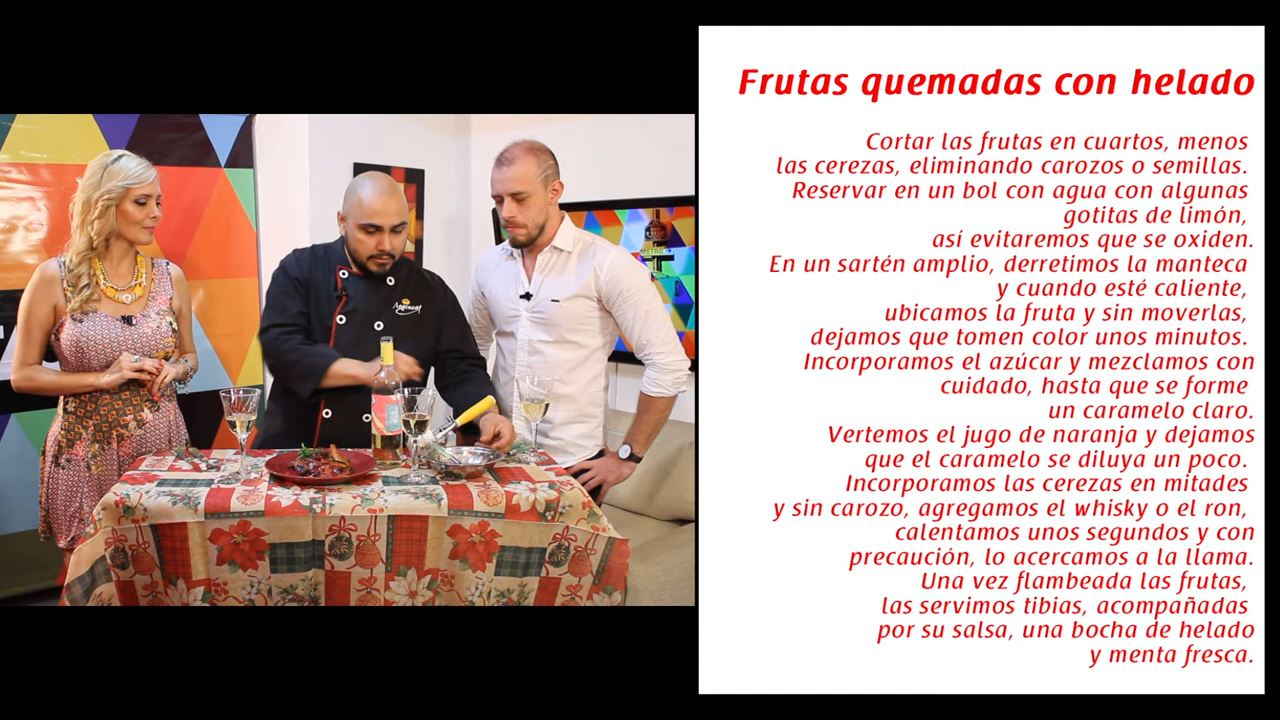 Frutas quemadas con helado
Cortar las frutas en cuartos, menos
las cerezas, eliminando carozos o semillas.
Reservar en un bol con agua con algunas
gotitas de limón,
así evitaremos que se oxiden.
En un sartén amplio, derretimos la manteca
y cuando esté caliente,
ubicamos la fruta y sin moverlas,
dejamos que tomen color unos minutos.
Incorporamos el azúcar y mezclamos con
cuidado, hasta que se forme
un caramelo claro.
Vertemos el jugo de naranja y dejamos
que el caramelo se diluya un poco.
Incorporamos las cerezas en mitades
y sin carozo, agregamos el whisky o el ron,
calentamos unos segundos y con
precaución, lo acercamos a la llama.
Una vez flambeada las frutas,
las servimos tibias, acompañadas
por su salsa, una bocha de helado
y menta fresca.